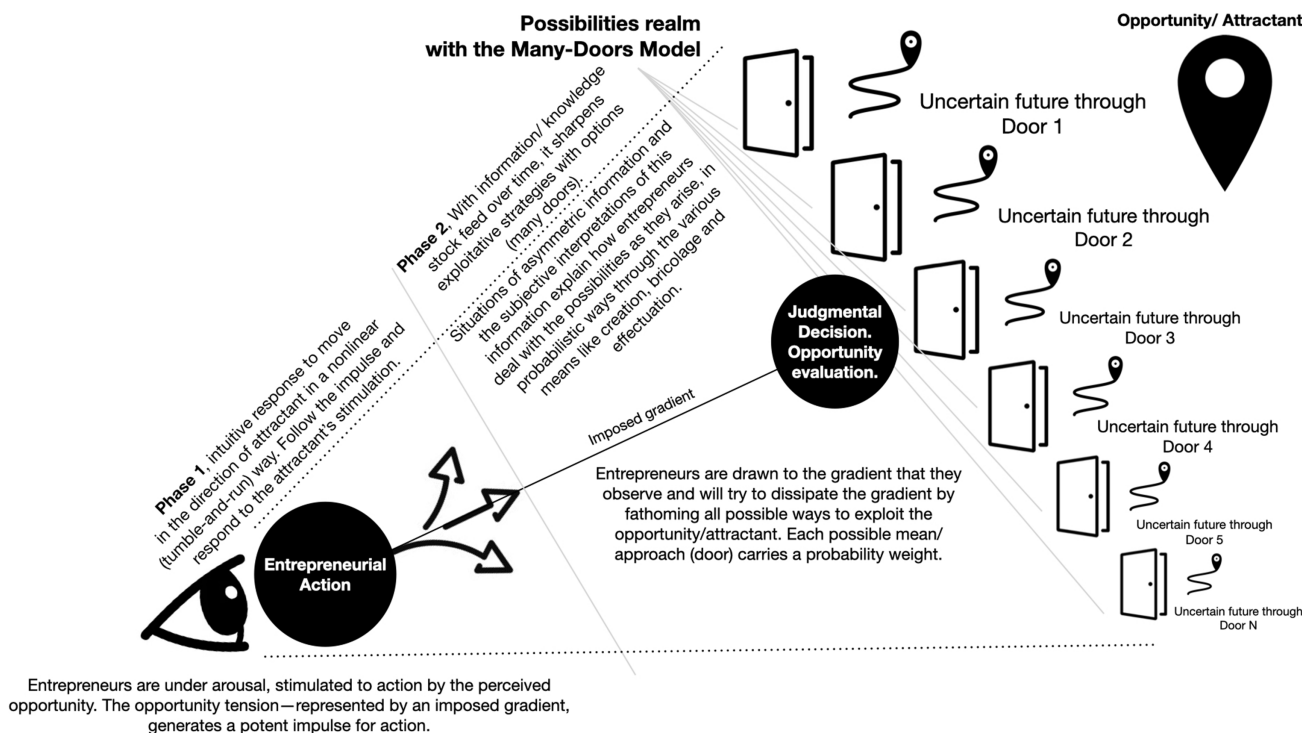 Possibilities realm
with the Many-Doors Model
Opportunity/ Attractant
Uncertain future through
Door 1
Uncertain future through
Door 2
Uncertain future through
Door 3
Uncertain future through
Door 4
Uncertain future through
Door 5
Uncertain future through
Door N
Phase 2, With information/ knowledge
stock feed over time, it sharpens
exploitative strategies with options
(many doors).
Situations of asymmetric information and
the subjective interpretations of this
information explain how entrepreneurs
deal with the possibilities as they arise, in
probabilistic ways through the various
means like creation, bricolage and
effectuation.
Phase 1, intuitive response to move
in the direction of attractant in a nonlinear
(tumble-and-run) way. Follow the impulse and
respond to the attractant's stimulation.
Judgmental
Decision.
Opportunity
evaluation.
Imposed gradient
Entrepreneurs are drawn to the gradient that they
observe and will try to dissipate the gradient by
fathoming all possible ways to exploit the
opportunity/attractant. Each possible mean/
approach (door) carries a probability weight.
Entrepreneurial
Action
Entrepreneurs are under arousal, stimulated to action by the perceived
opportunity. The opportunity tension—represented by an imposed gradient,
generates a potent impulse for action.